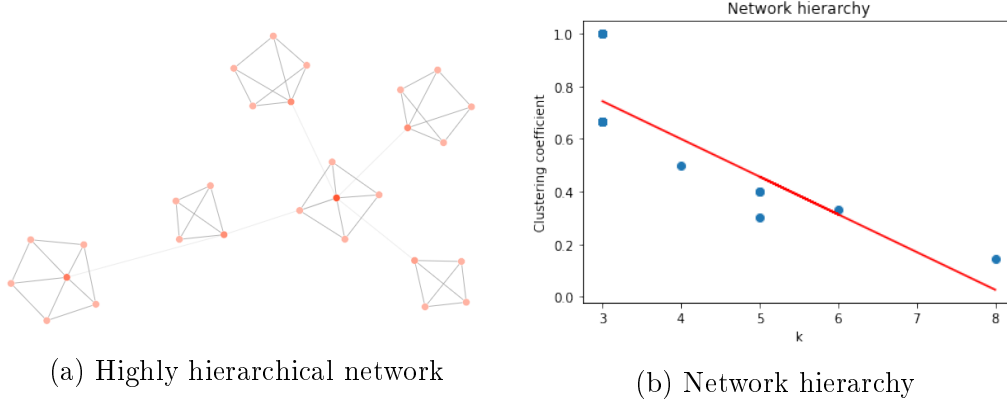 Network hierarchy
1.0
0.8
0.6
0.4
0.2
0.0
Clustering coefficient
3 4 5 6 7 8
k
(a) Highly hierarchical network
(b) Network hierarchy